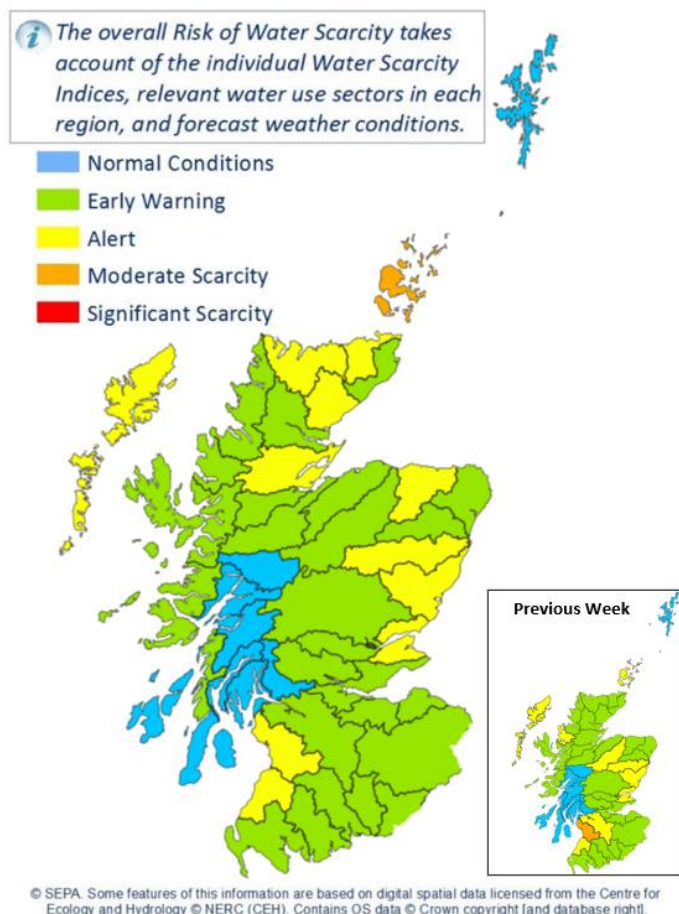 The overall Risk of Water Scarcity takes
account of the individual Water Scarcity
Indices, relevant water use sectors in each
region, and forecast weather conditions.
Normal Conditions
Early Warning
Alert
Moderate Scarcity
Significant Scarcity
Previous Week
© SEPA. Some features of this information are based on digital spatial data licensed from the Centre for
Ecology and Hydrology © NERC (CEH). Contains OS data © Crown copyright [and database right]